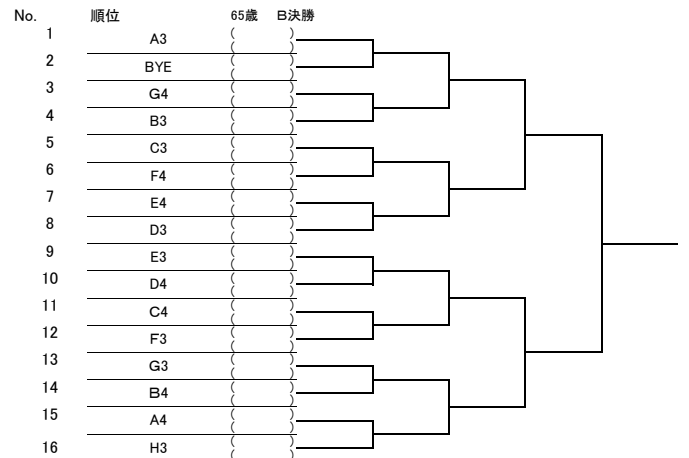 No. 順位 65歳 B決勝
1 A3 ( )
( )
2 BYE ( )
( )
3 G4 ( )
( )
4 B3 ( )
( )
5 C3 ( )
( )
6 F4 ( )
( )
7 E4 ( )
( )
8 D3 ( )
( )
9 E3 ( )
( )
10 D4 ( )
( )
11 C4 ( )
( )
12 F3 ( )
( )
13 G3 ( )
( )
14 B4 ( )
( )
15 A4 ( )
( )
16 H3 ( )
( )